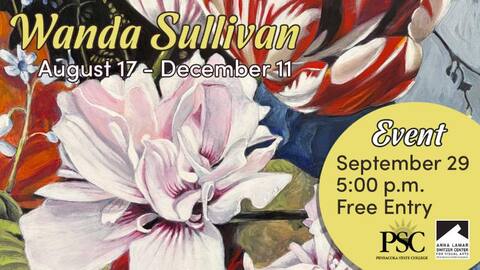 Wanda Sullivan
August 17 - December 11
Event
September 29
5:00 p.m.
Free Entry
PSC
PENSACOLA STATE COLLEGE
ANNA LAMAR
SWITZER CENTER
FOR VISUAL ARTS